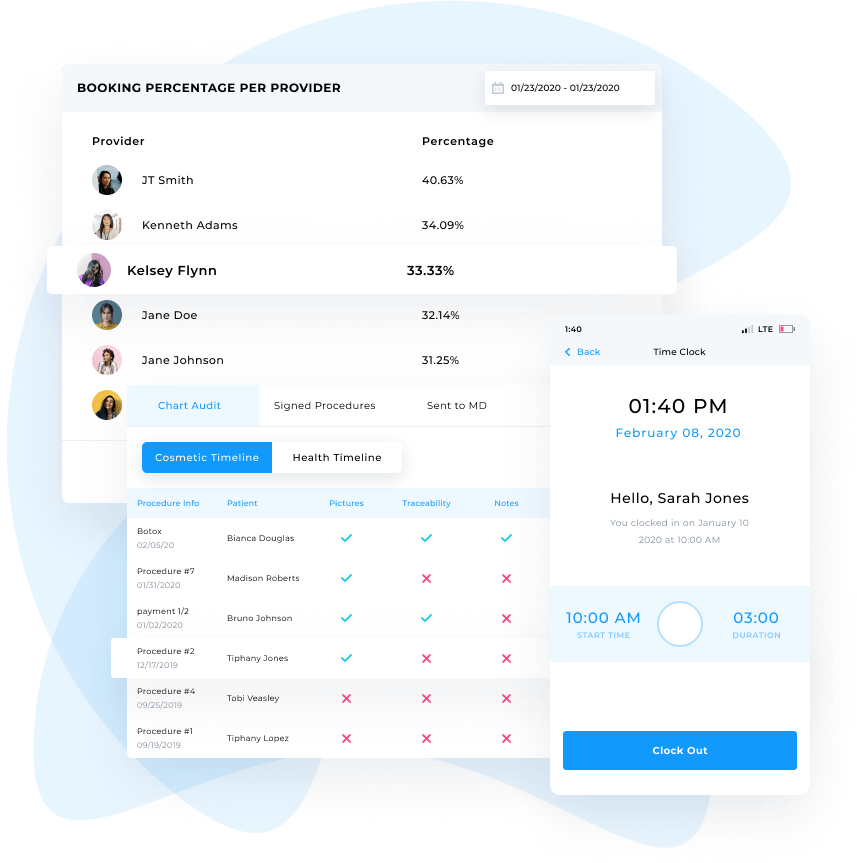 BOOKING PERCENTAGE PER PROVIDER
01/23/2020 - 01/23/2020
Provider Percentage
JT Smith 40.63%
Kenneth Adams 34.09%
Kelsey Flynn 33.33%
Jane Doe 32.14%
Jane Johnson 31.25%
Chart Audit Signed Procedures Sent to MD
Cosmetic Timeline Health Timeline
Procedure Info Patient Pictures Traceability Notes
Botox
02/05/20
Bianca Douglas
Procedure #7
01/31/2020
Madison Roberts
payment 1/2
01/02/2020
Bruno Johnson
Procedure #2
12/17/2019
Tiphany Jones
Procedure #4
09/25/2019
Tobi Veasley
Procedure #1
09/19/2019
Tiphany Lopez
1:40 LTE
Back Time Clock
01:40 PM
February 08, 2020
Hello, Sarah Jones
You clocked in on January 10
2020 at 10:00 AM
10:00 AM 03:00
START TIME DURATION
Clock Out